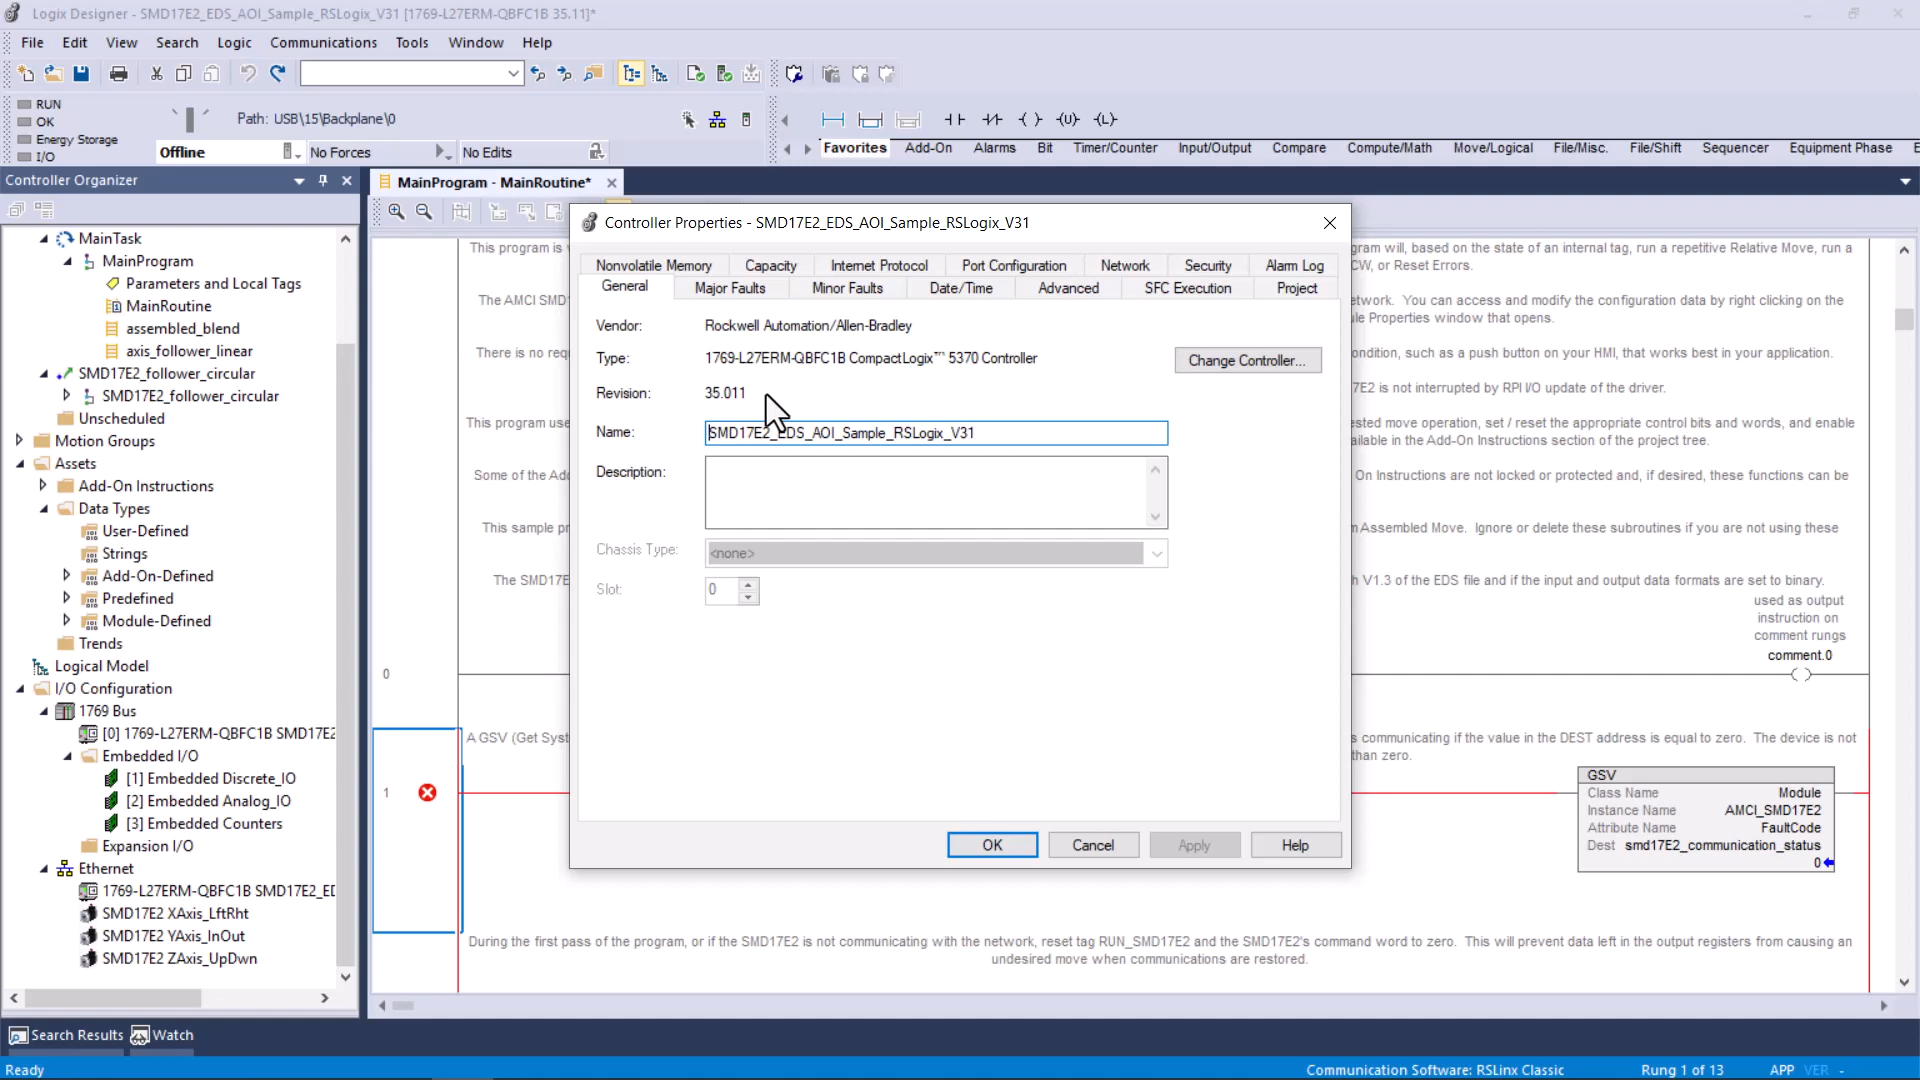 Logix Designer - SMD17E2_EDS_AOI_Sample_RSLogix_V31 [1769-L27ERM-QBFC1B 35.11]*
File Edit View Search Logic Communications Tools Window Help
RUN
OK
Energy Storage
I/O
Path: USB\15\Backplane\0
Offline
No Forces
No Edits
Favorites Add-On Alarms Bit Timer/Counter Input/Output Compare Compute/Math Move/Logical File/Misc. File/Shift Sequencer Equipment Phase E
Controller Organizer
MainTask
MainProgram
Parameters and Local Tags
MainRoutine
assembled_blend
axis_follower_linear
SMD17E2_follower_circular
SMD17E2_follower_circular
Unscheduled
Motion Groups
Assets
Add-On Instructions
Data Types
User-Defined
Strings
Add-On-Defined
Predefined
Module-Defined
Trends
Logical Model
I/O Configuration
1769 Bus
[0] 1769-L27ERM-QBFC1B SMD17E2
Embedded I/O
[1] Embedded Discrete_IO
[2] Embedded Analog_IO
[3] Embedded Counters
Expansion I/O
Ethernet
1769-L27ERM-QBFC1B SMD17E2_E
SMD17E2 XAxis_LftRht
SMD17E2 YAxis_InOut
SMD17E2 ZAxis_UpDwn
MainProgram - MainRoutine*
This program is
The AMCI SMD
There is no req
This program use
Some of the Ad
This sample pr
The SMD17E
0
A GSV (Get Syst
1
Controller Properties - SMD17E2_EDS_AOI_Sample_RSLogix_V31
Nonvolatile Memory Capacity Internet Protocol Port Configuration Network Security Alarm Log
General Major Faults Minor Faults Date/Time Advanced SFC Execution Project
Vendor: Rockwell Automation/Allen-Bradley
Type: 1769-L27ERM-QBFC1B CompactLogix™ 5370 Controller
Change Controller...
Revision: 35.011
Name: SMD17E2_EDS_AOI_Sample_RSLogix_V31
Description:
Chassis Type: <none>
Slot: 0
OK Cancel Apply Help
gram will, based on the state of an internal tag, run a repetitive Relative Move, run a
CW, or Reset Errors.
etwork. You can access and modify the configuration data by right clicking on the
le Properties window that opens.
ondition, such as a push button on your HMI, that works best in your application.
7E2 is not interrupted by RPI I/O update of the driver.
ested move operation, set / reset the appropriate control bits and words, and enable
vailable in the Add-On Instructions section of the project tree.
On Instructions are not locked or protected and, if desired, these functions can be
Assembled Move. Ignore or delete these subroutines if you are not using these
h V1.3 of the EDS file and if the input and output data formats are set to binary.
used as output
instruction on
comment rungs
comment.0
s communicating if the value in the DEST address is equal to zero. The device is not
than zero.
GSV
Class Name Module
Instance Name AMCI_SMD17E2
Attribute Name FaultCode
Dest smd17E2_communication_status
0
During the first pass of the program, or if the SMD17E2 is not communicating with the network, reset tag RUN_SMD17E2 and the SMD17E2's command word to zero. This will prevent data left in the output registers from causing an
undesired move when communications are restored.
Search Results Watch
Ready
Communication Software: RSLinx Classic
Rung 1 of 13
APP VER